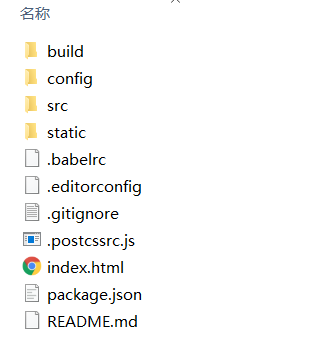 名称
build
config
src
static
.babelrc
.editorconfig
.gitignore
.postcssrc.js
index.html
package.json
README.md